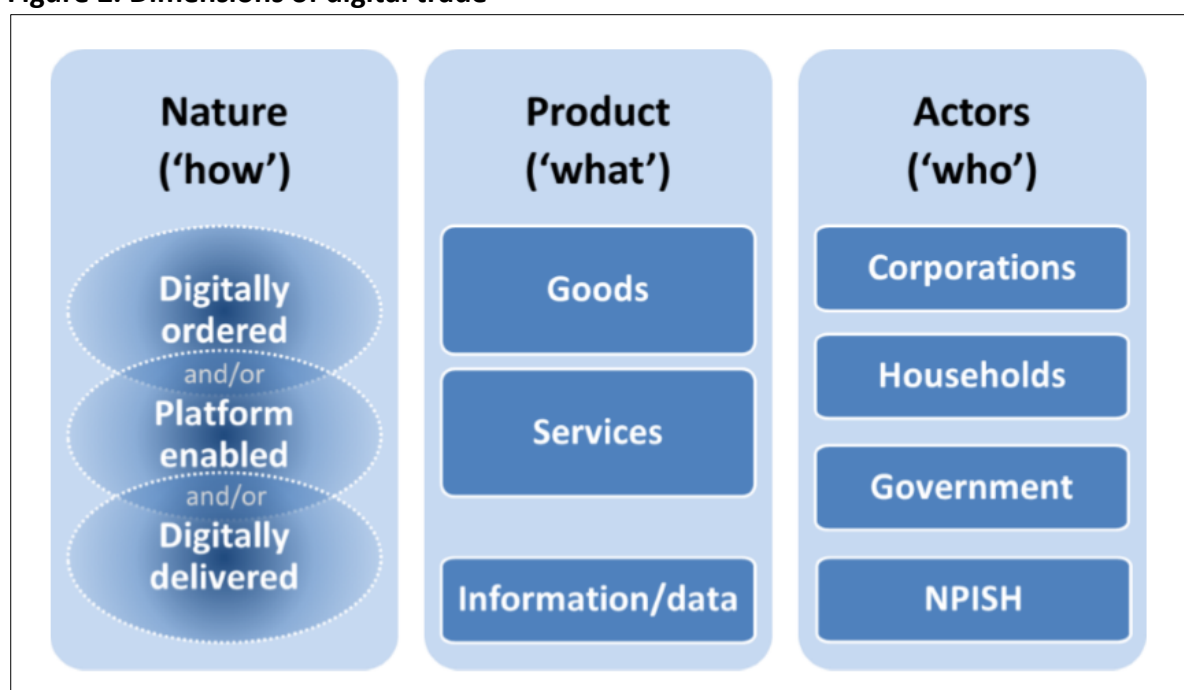 Nature
(‘how’)
Digitally
ordered
and/or
Platform
enabled
and/or
Digitally
delivered
Product
(‘what’)
Goods
Services
Information/data
Actors
(‘who’)
Corporations
Households
Government
NPISH